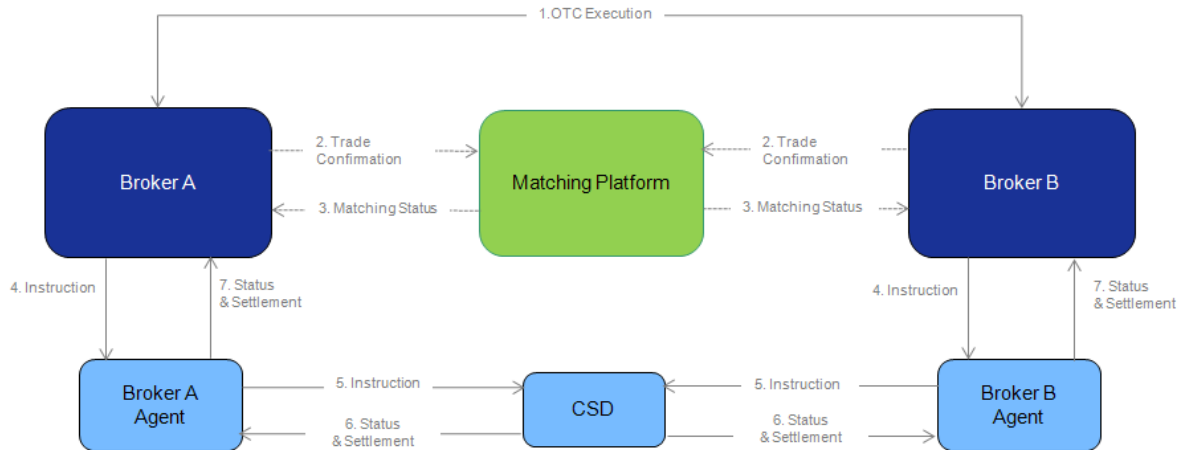 1.OTC Execution
2. Trade
Confirmation
2. Trade
Confirmation
Broker A
Matching Platform
Broker B
3. Matching Status
3. Matching Status
4. Instruction
7. Status
& Settlement
4. Instruction
7. Status
& Settlement
Broker A
Agent
5. Instruction
CSD
5. Instruction
Broker B
Agent
6. Status
& Settlement
6. Status
& Settlement